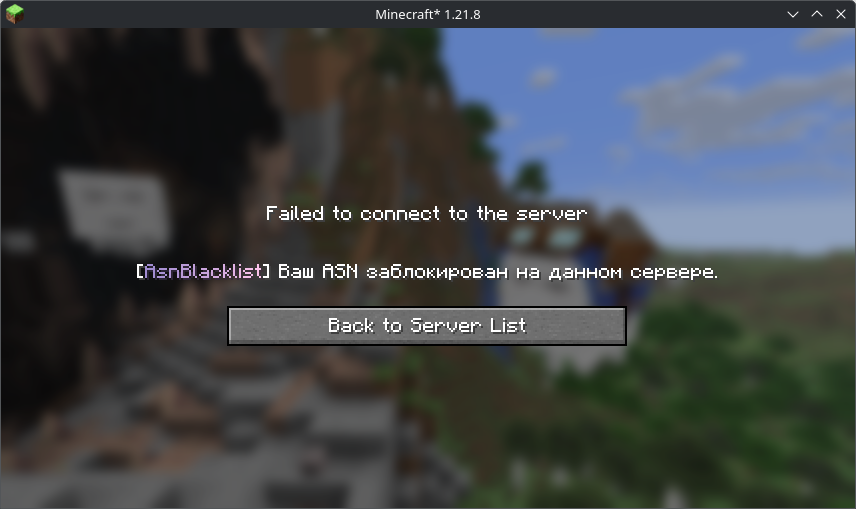 Minecraft* 1.21.8
Failed to connect to the server
[AsnBlacklist] Ваш ASN заблокирован на данном сервере.
Back to Server List